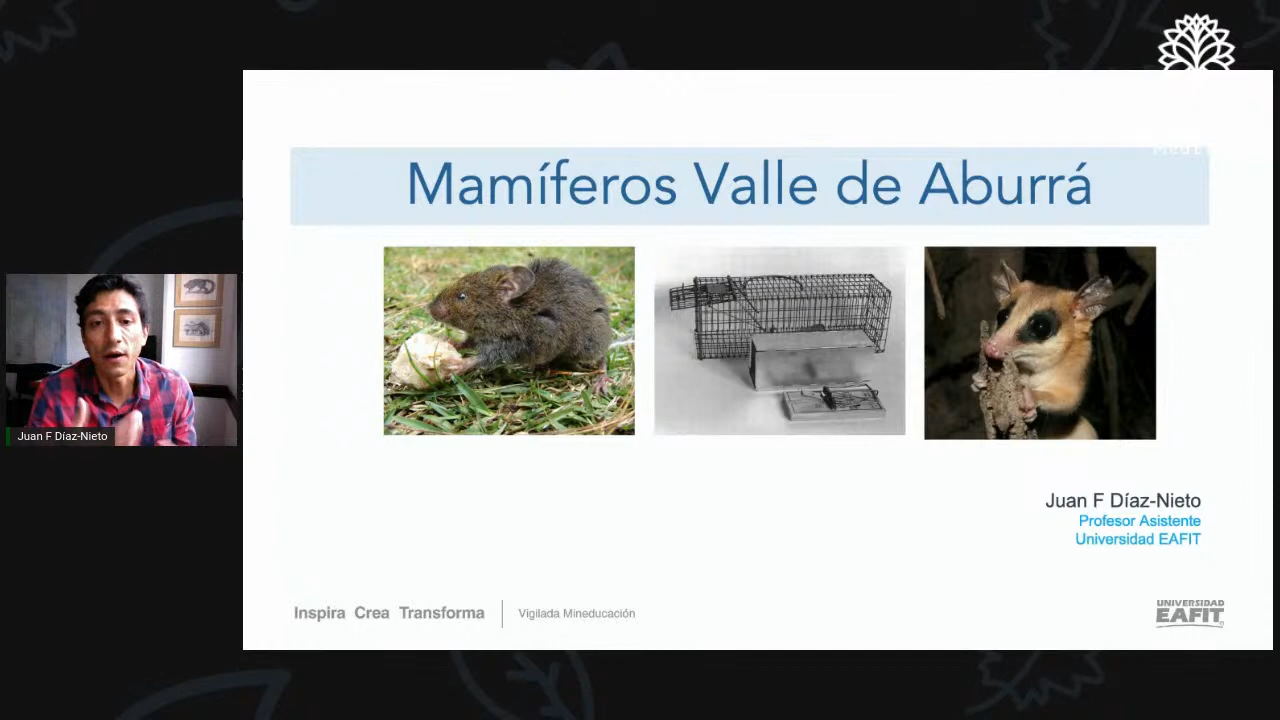 Mamíferos Valle de Aburrá
Juan F Díaz-Nieto
Juan F Díaz-Nieto
Profesor Asistente
Universidad EAFIT
Inspira Crea Transforma
Vigilada Mineducación
UNIVERSIDAD
EAFIT